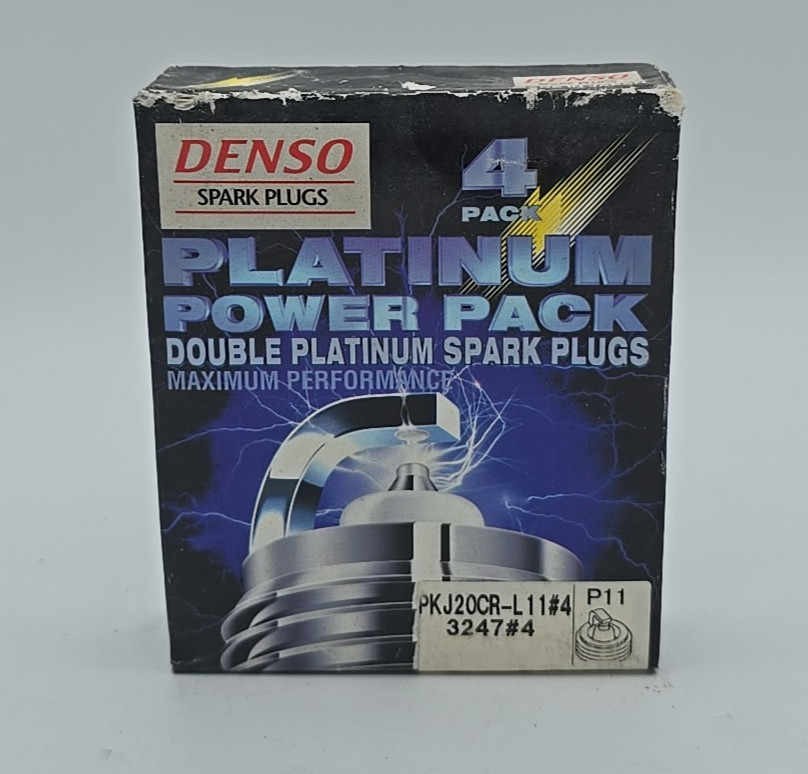 DENSO
DENSO
SPARK PLUGS
4
PACK
PLATINUM
POWER PACK
DOUBLE PLATINUM SPARK PLUGS
MAXIMUM PERFORMANCE
PKJ20CR-L11#4
3247#4
P11